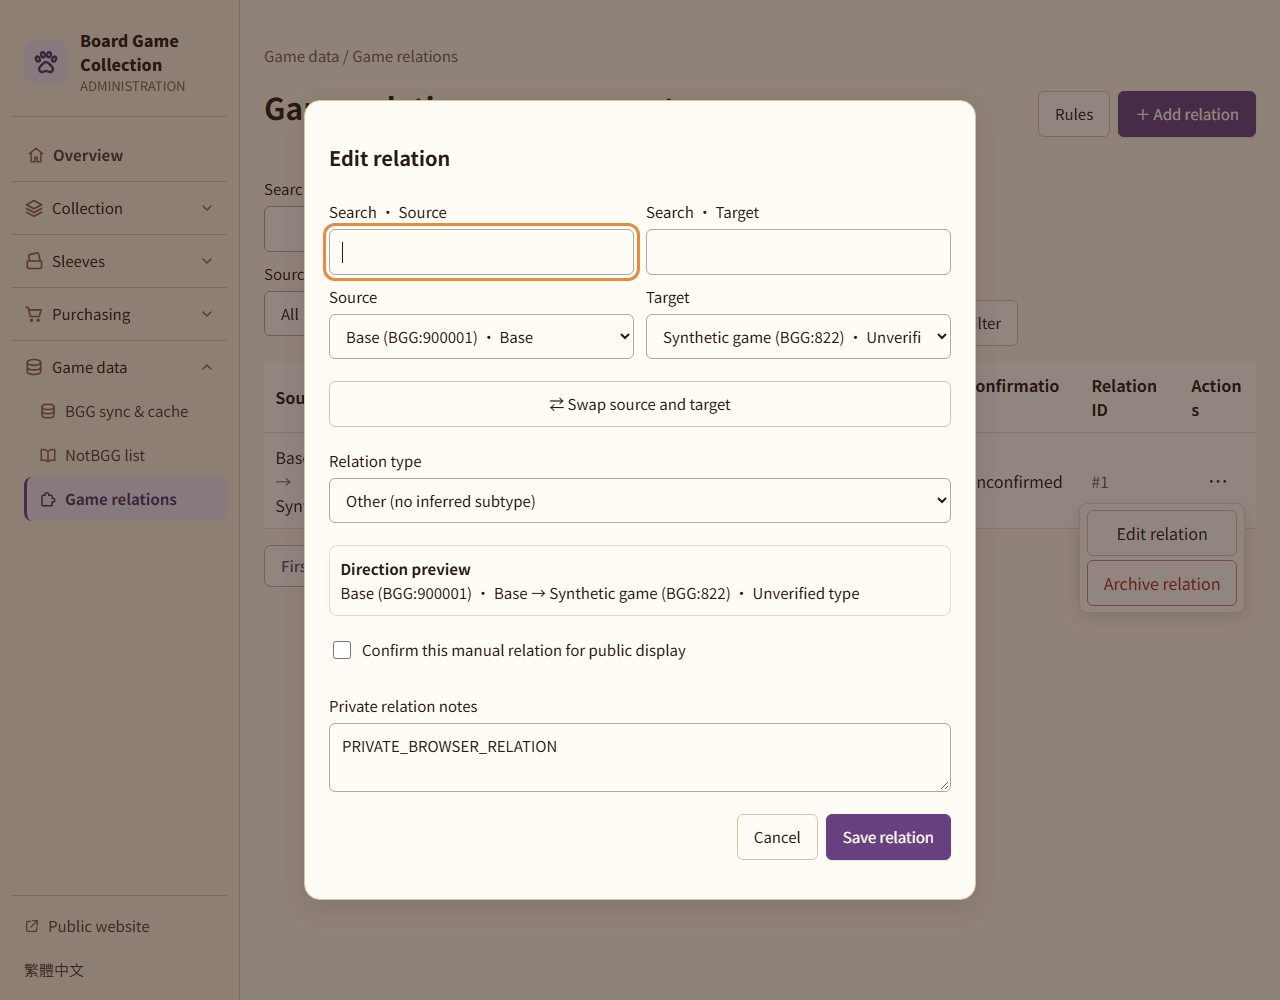 Board Game
Collection
ADMINISTRATION
Overview
Collection
Sleeves
Purchasing
Game data
BGG sync & cache
NotBGG list
Game relations
Public website
繁體中文
Game data / Game relations
Rules
+ Add relation
Edit relation
Search • Source
Search • Target
Source
Target
Base (BGG:900001) • Base
Synthetic game (BGG:822) • Unverifi
⇄ Swap source and target
Relation type
Other (no inferred subtype)
Direction preview
Base (BGG:900001) • Base → Synthetic game (BGG:822) • Unverified type
Confirm this manual relation for public display
Private relation notes
PRIVATE_BROWSER_RELATION
Cancel
Save relation
All
Relation
ID
Action
s
→
#1
...
Edit relation
Archive relation